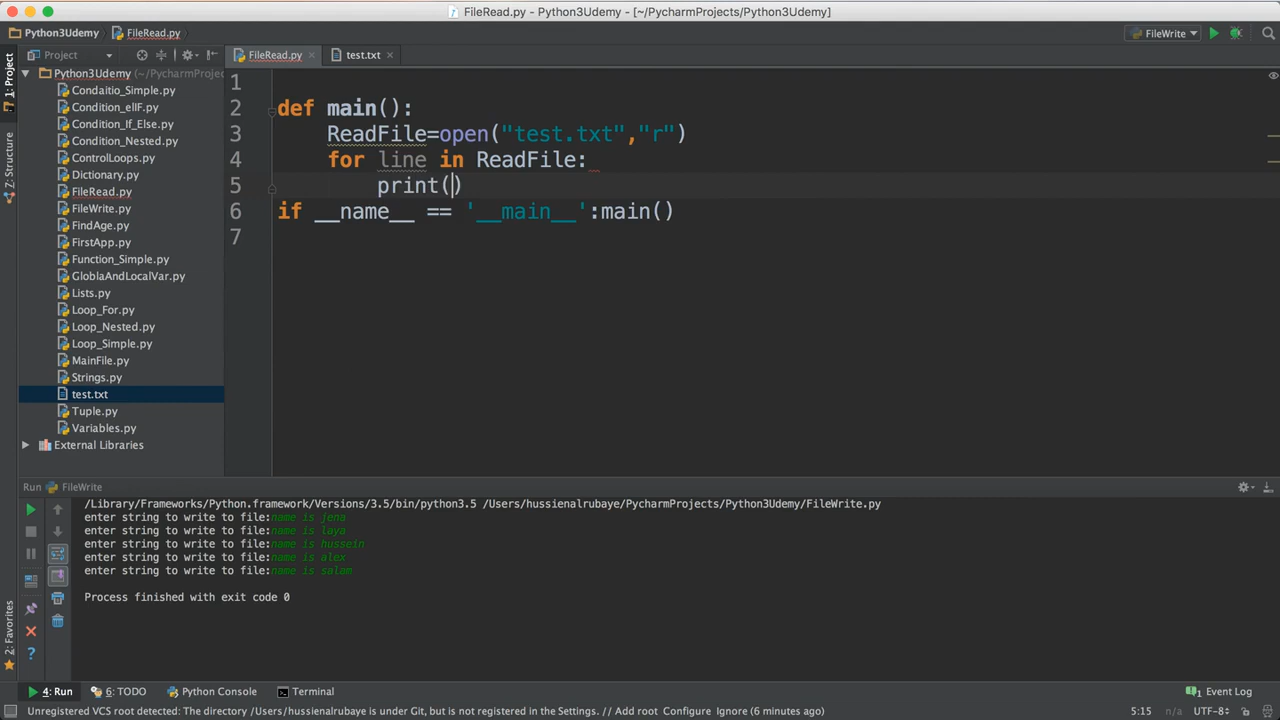 FileRead.py - Python3Udemy - [~/PycharmProjects/Python3Udemy]
Python3Udemy FileRead.py FileWrite
1: Project
Z: Structure
2: Favorites
Project
FileRead.py test.txt
Python3Udemy (~/PycharmProjec
Condaitio_Simple.py
Condition_elIF.py
Condition_If_Else.py
Condition_Nested.py
ControlLoops.py
Dictionary.py
FileRead.py
FileWrite.py
FindAge.py
FirstApp.py
Function_Simple.py
GloblaAndLocalVar.py
Lists.py
Loop_For.py
Loop_Nested.py
Loop_Simple.py
MainFile.py
Strings.py
test.txt
Tuple.py
Variables.py
External Libraries
1
2 def main():
3 ReadFile=open("test.txt","r")
4 for line in ReadFile:
5 print()
6 if __name__ == '__main__':main()
7
Run FileWrite
/Library/Frameworks/Python.framework/Versions/3.5/bin/python3.5 /Users/hussienalrubaye/PycharmProjects/Python3Udemy/FileWrite.py
enter string to write to file:name is jena
enter string to write to file:name is laya
enter string to write to file:name is hussein
enter string to write to file:name is alex
enter string to write to file:name is salam
Process finished with exit code 0
4: Run 6: TODO Python Console Terminal 1 Event Log
Unregistered VCS root detected: The directory /Users/hussienalrubaye is under Git, but is not registered in the Settings. // Add root Configure Ignore (6 minutes ago) 5:15 n/a UTF-8